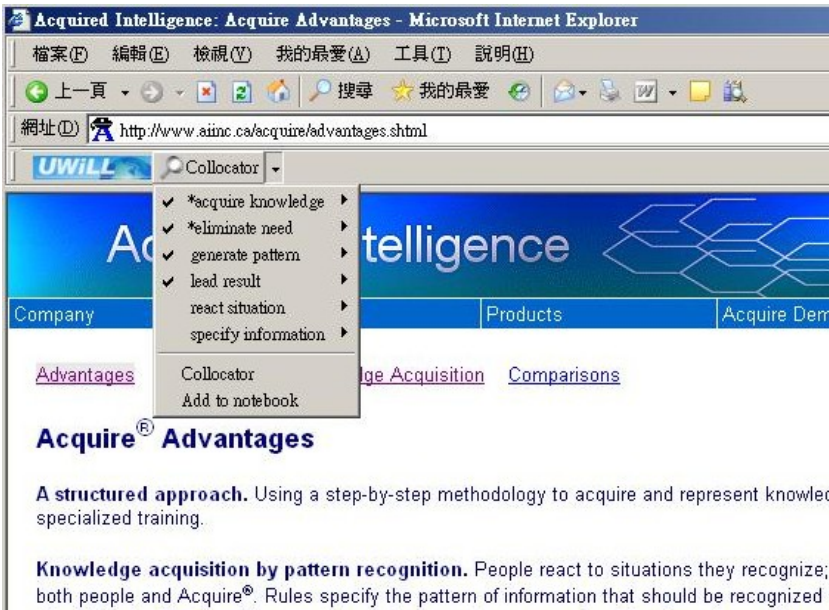 Acquired Intelligence: Acquire Advantages - Microsoft Internet Explorer
檔案(F) 編輯(E) 檢視(V) 我的最愛(A) 工具(T) 說明(H)
上一頁 搜尋 我的最愛
網址(D) http://www.aiinc.ca/acquire/advantages.shtml
UWiLL Collocator
*acquire knowledge
*eliminate need
generate pattern
lead result
react situation
specify information
Collocator
Add to notebook
Ac telligence
Company Products Acquire Dem
Advantages lge Acquisition Comparisons
Acquire® Advantages
A structured approach. Using a step-by-step methodology to acquire and represent knowled
specialized training.
Knowledge acquisition by pattern recognition. People react to situations they recognize;
both people and Acquire®. Rules specify the pattern of information that should be recognized